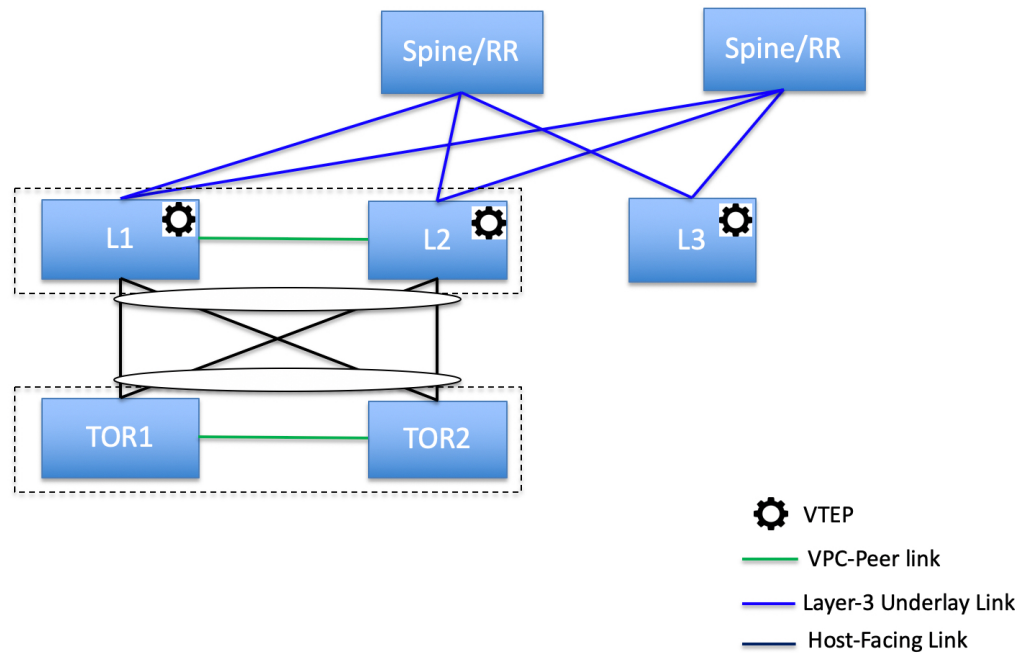 Spine/RR
Spine/RR
L1
L2
L3
TOR1
TOR2
VTEP
VPC-Peer link
Layer-3 Underlay Link
Host-Facing Link